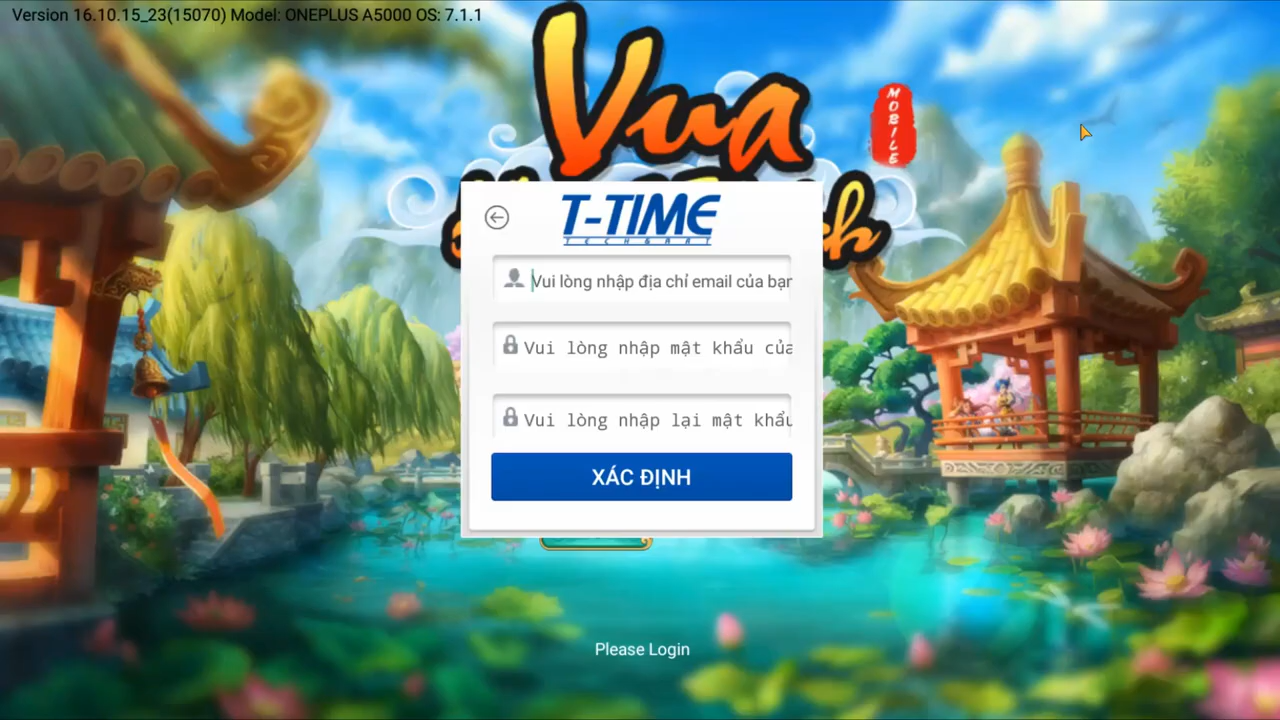 Version 16.10.15_23(15070) Model: ONEPLUS A5000 OS: 7.1.1
Vua
MOBILE
T-TIME
Vui lòng nhập địa chỉ email của bạn
Vui lòng nhập mật khẩu của
Vui lòng nhập lại mật khẩu
XÁC ĐỊNH
Please Login